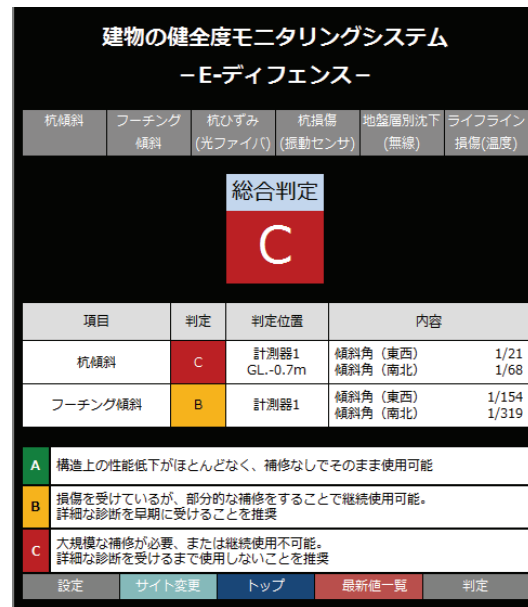 建物の健全度モニタリングシステム
－E-ディフェンス－
杭傾斜 フーチング 杭ひずみ 杭損傷 地盤層別沈下 ライフライン
傾斜 (光ファイバ) (振動センサ) (無線) 損傷(温度)
総合判定
C
項目 判定 判定位置 内容
杭傾斜 C 計測器1 傾斜角（東西） 1/21
GL.-0.7m 傾斜角（南北） 1/68
フーチング傾斜 B 計測器1 傾斜角（東西） 1/154
傾斜角（南北） 1/319
A 構造上の性能低下がほとんどなく、補修なしでそのまま使用可能
B 損傷を受けているが、部分的な補修をすることで継続使用可能。
詳細な診断を早期に受けることを推奨
C 大規模な補修が必要、または継続使用不可能。
詳細な診断を受けるまで使用しないことを推奨
設定 サイト変更 トップ 最新値一覧 判定